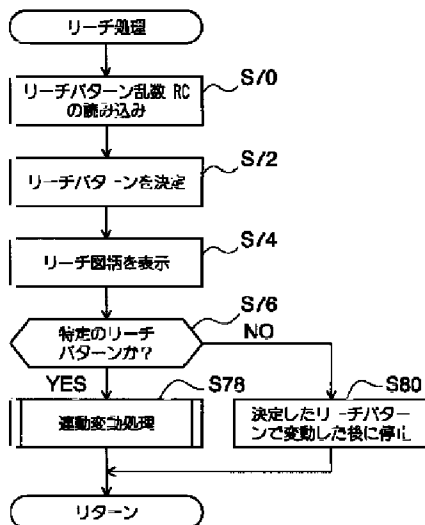 リーチ処理
S70
リーチパターン乱数 RC
の読み込み
S72
リーチパターンを決定
S74
リーチ図柄を表示
S76
特定のリーチ
パターンか?
NO
YES
S78
S80
連動変動処理
決定したリーチパター
ンで変動した後に停止
リターン